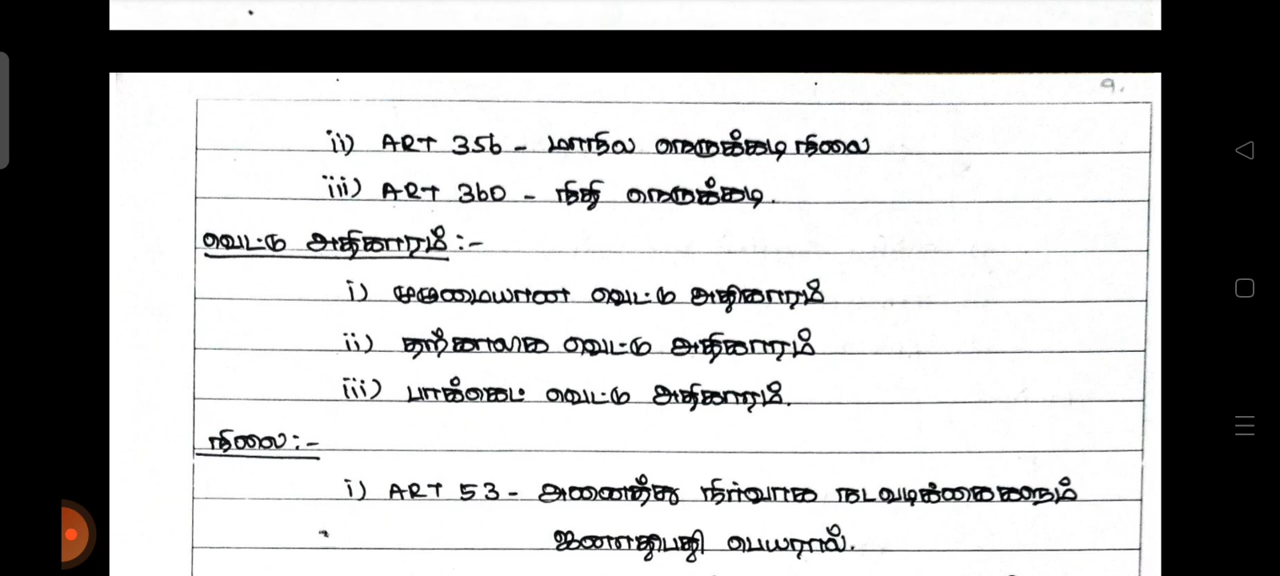 9.
ii) ART 356 - மாநில நெருக்கடி நிலை
iii) ART 360 - நிதி நெருக்கடி.
வெட்டு அதிகாரம் :-
i) முழுமையான வெட்டு அதிகாரம்
ii) தற்காலிக வெட்டு அதிகாரம்
iii) பாக்கெட் வெட்டு அதிகாரம்.
நிலை :-
i) ART 53 - அனைத்து நிர்வாக நடவடிக்கைகளும்
ஜனாதிபதி பெயரால்.